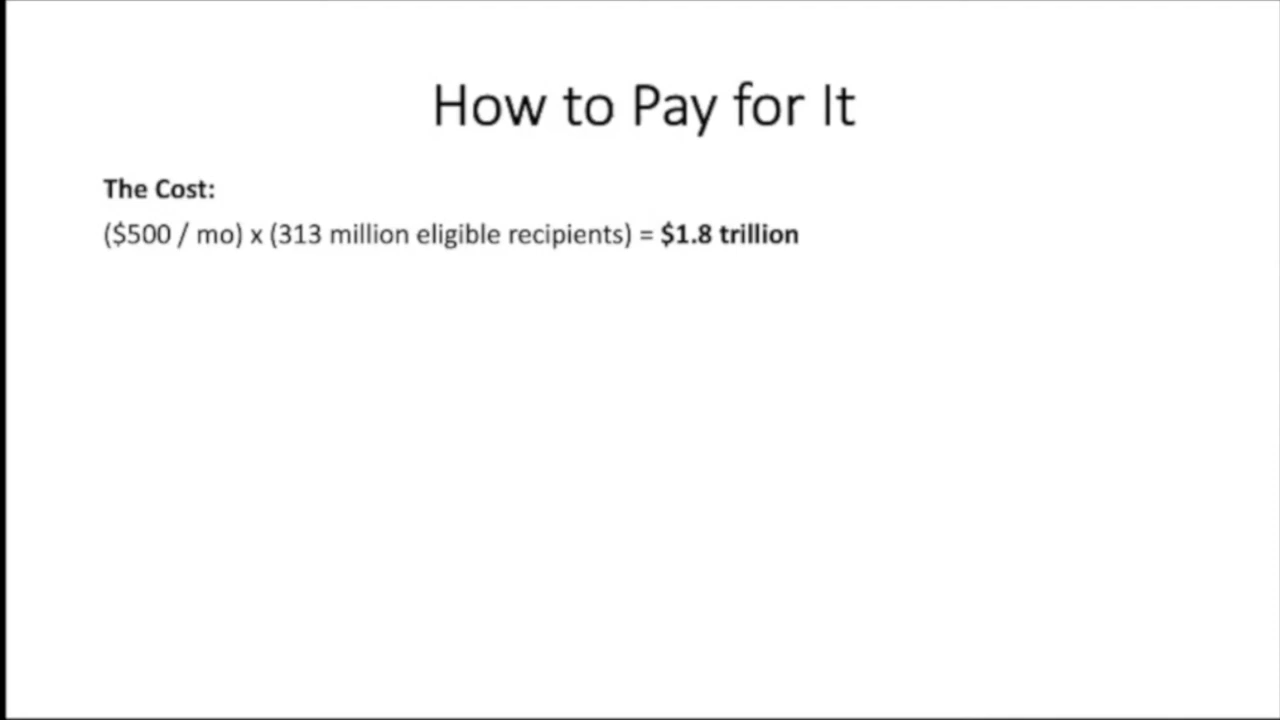 How to Pay for It
The Cost:
($500 / mo) x (313 million eligible recipients) = $1.8 trillion